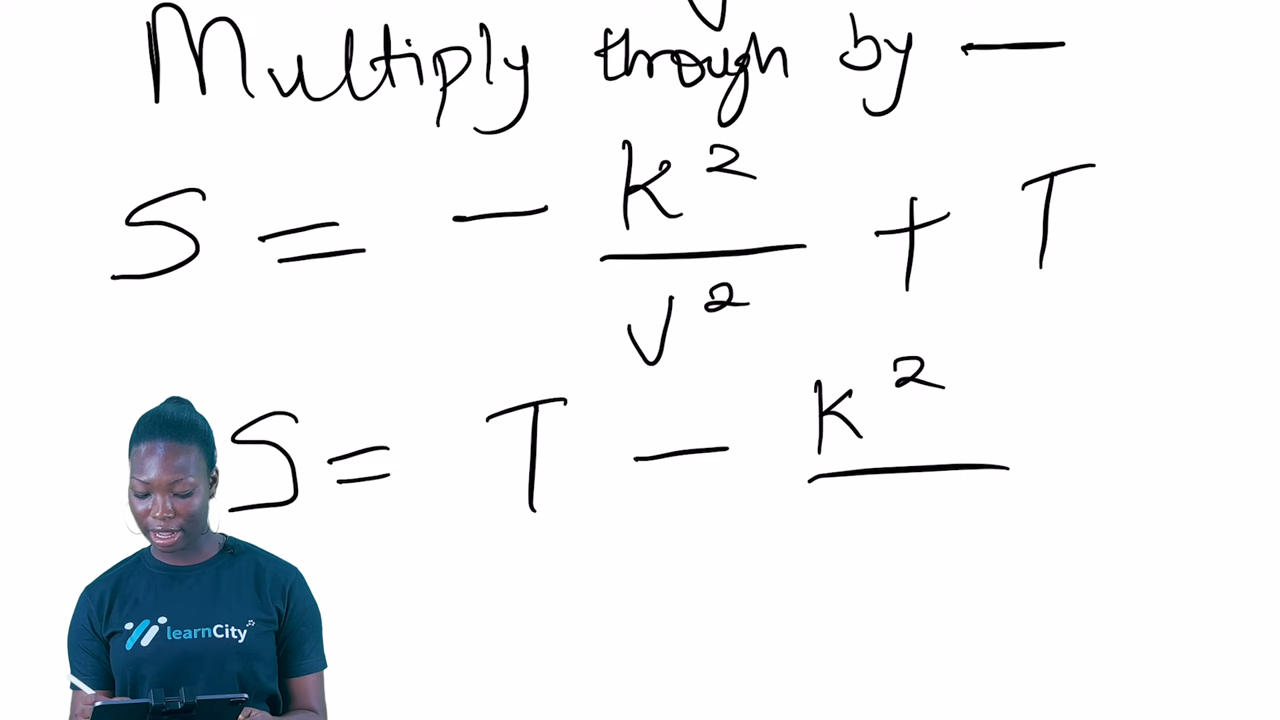 Multiply through by —
S = - K²/V² + T
S = T - K²
learnCity